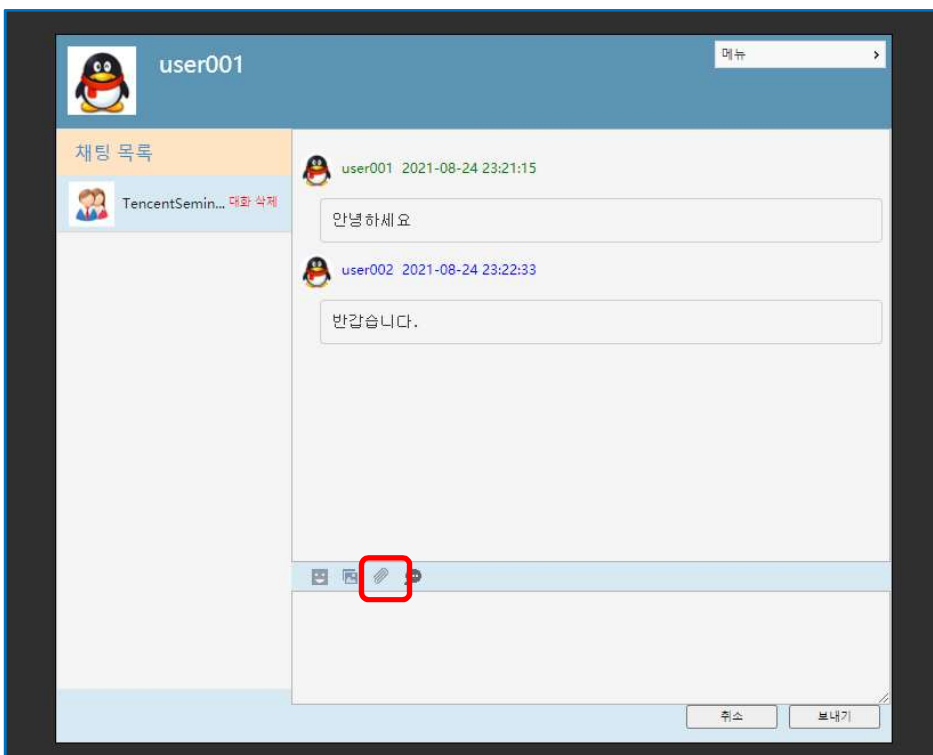 user001
메뉴
채팅 목록
TencentSemin... 대화 삭제
user001 2021-08-24 23:21:15
안녕하세요
user002 2021-08-24 23:22:33
반갑습니다.
취소
보내기